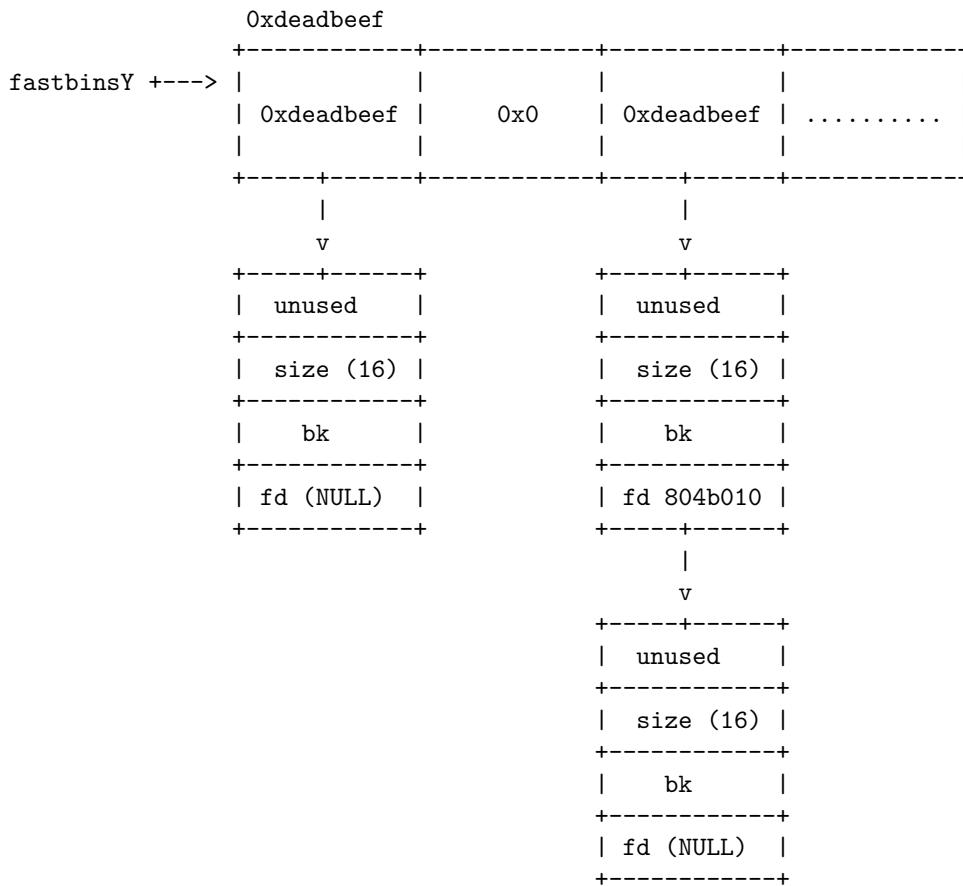 0xdeadbeef
fastbinsY +---> 
0xdeadbeef | 0x0 | 0xdeadbeef | ..........
unused
size (16)
bk
fd (NULL)
unused
size (16)
bk
fd 804b010
unused
size (16)
bk
fd (NULL)